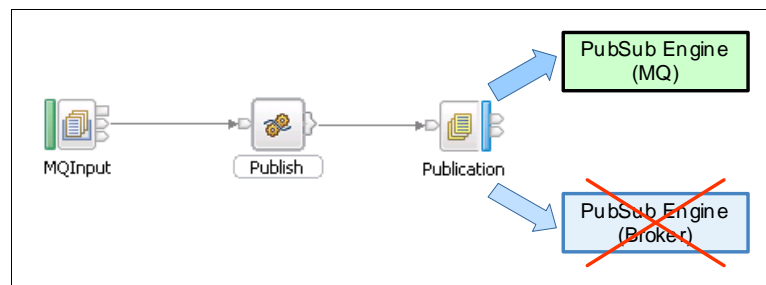 PubSub Engine
(MQ)
MQInput
Publish
Publication
PubSub Engine
(Broker)